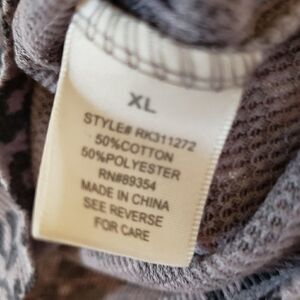 XL
STYLE# RK311272
50%COTTON
50%POLYESTER
RN#89354
MADE IN CHINA
SEE REVERSE
FOR CARE